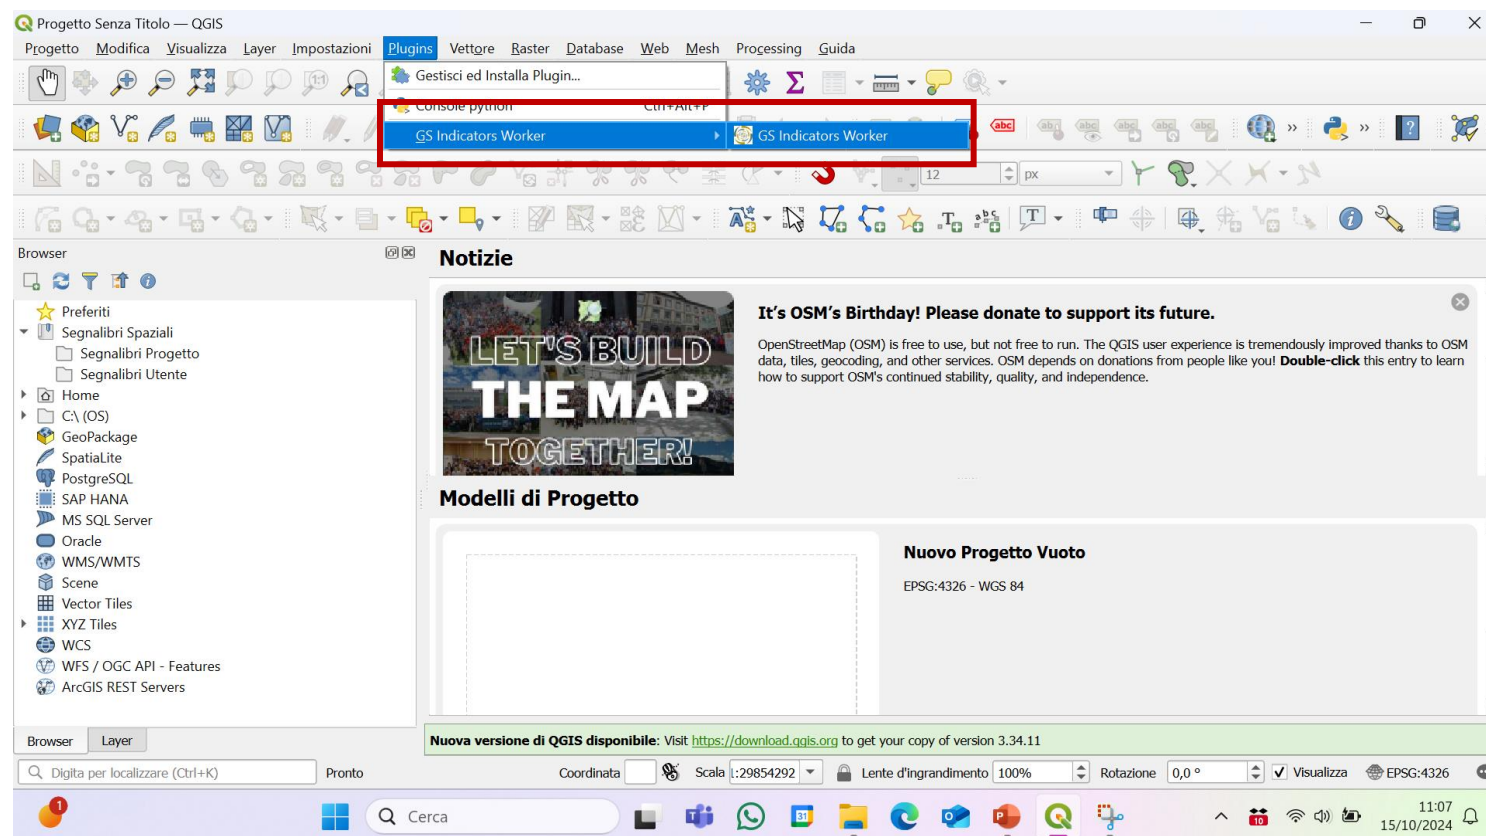 Progetto Senza Titolo — QGIS
Progetto Modifica Visualizza Layer Impostazioni Plugins Vettore Raster Database Web Mesh Processing Guida
Gestisci ed Installa Plugin...
Console python Ctrl+Alt+P
GS Indicators Worker GS Indicators Worker
12 px
Browser
Notizie
Preferiti
Segnalibri Spaziali
Segnalibri Progetto
Segnalibri Utente
Home
C:\ (OS)
GeoPackage
SpatiaLite
PostgreSQL
SAP HANA
MS SQL Server
Oracle
WMS/WMTS
Scene
Vector Tiles
XYZ Tiles
WCS
WFS / OGC API - Features
ArcGIS REST Servers
LET'S BUILD
THE MAP
TOGETHER!
It's OSM's Birthday! Please donate to support its future.
OpenStreetMap (OSM) is free to use, but not free to run. The QGIS user experience is tremendously improved thanks to OSM
data, tiles, geocoding, and other services. OSM depends on donations from people like you! Double-click this entry to learn
how to support OSM's continued stability, quality, and independence.
Modelli di Progetto
Nuovo Progetto Vuoto
EPSG:4326 - WGS 84
Browser Layer
Nuova versione di QGIS disponibile: Visit https://download.qgis.org to get your copy of version 3.34.11
Digita per localizzare (Ctrl+K) Pronto Coordinata Scala 1:29854292 Lente d'ingrandimento 100% Rotazione 0,0 ° Visualizza EPSG:4326
1
Cerca
31
10
11:07
15/10/2024